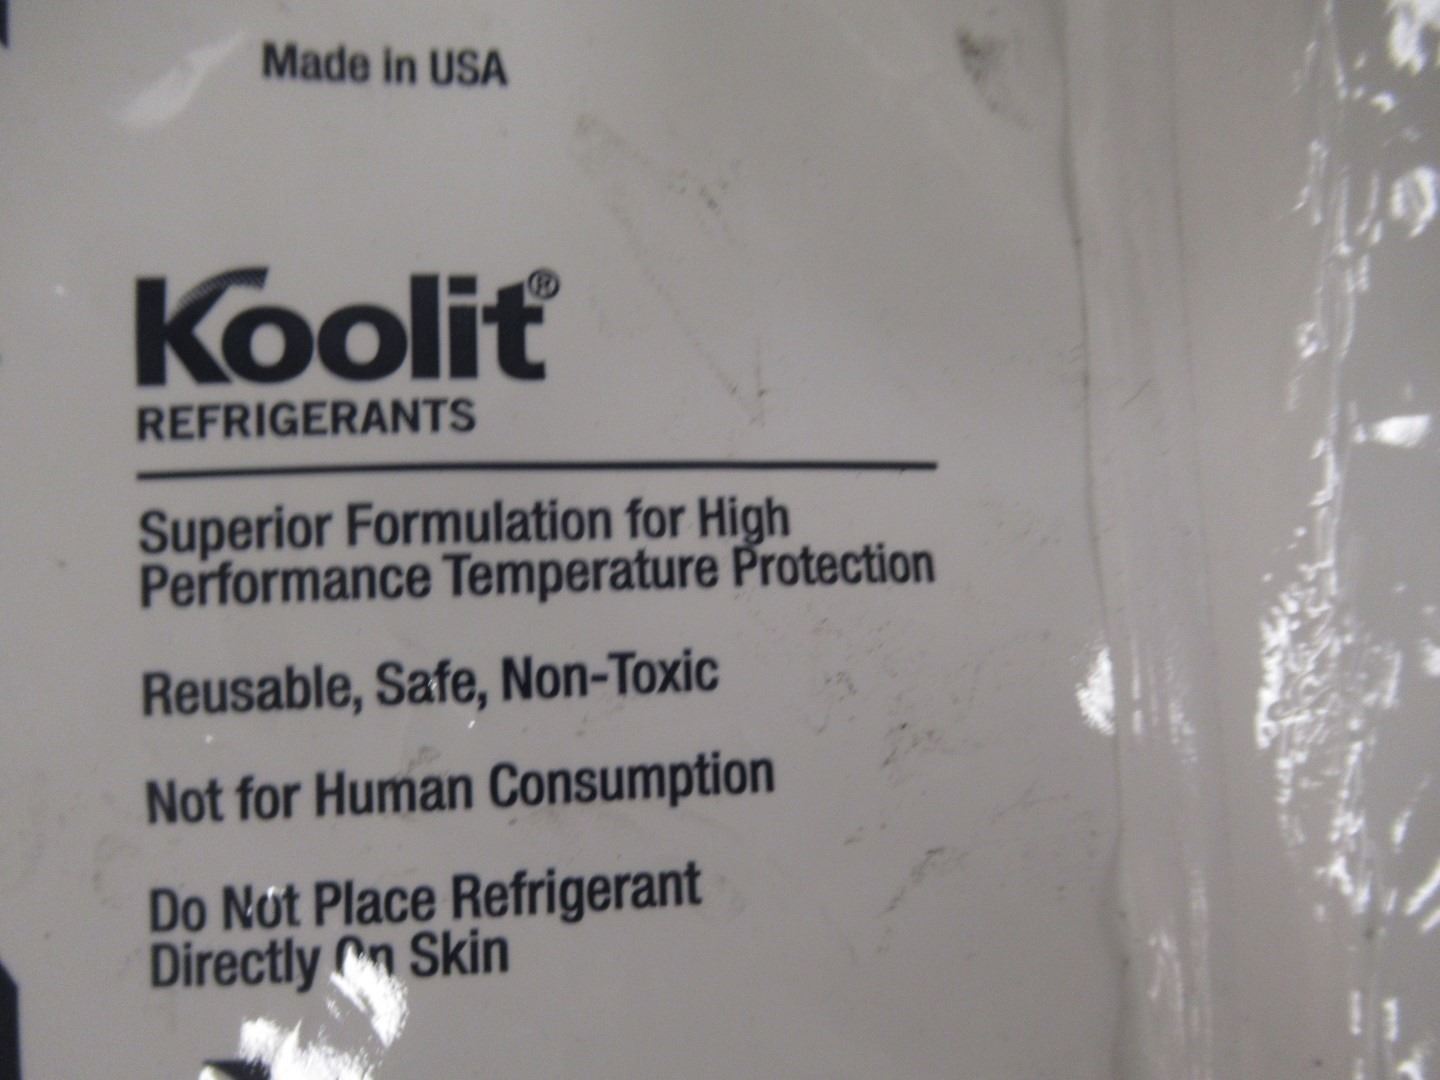 Made in USA
Koolit®
REFRIGERANTS
Superior Formulation for High
Performance Temperature Protection
Reusable, Safe, Non-Toxic
Not for Human Consumption
Do Not Place Refrigerant
Directly On Skin